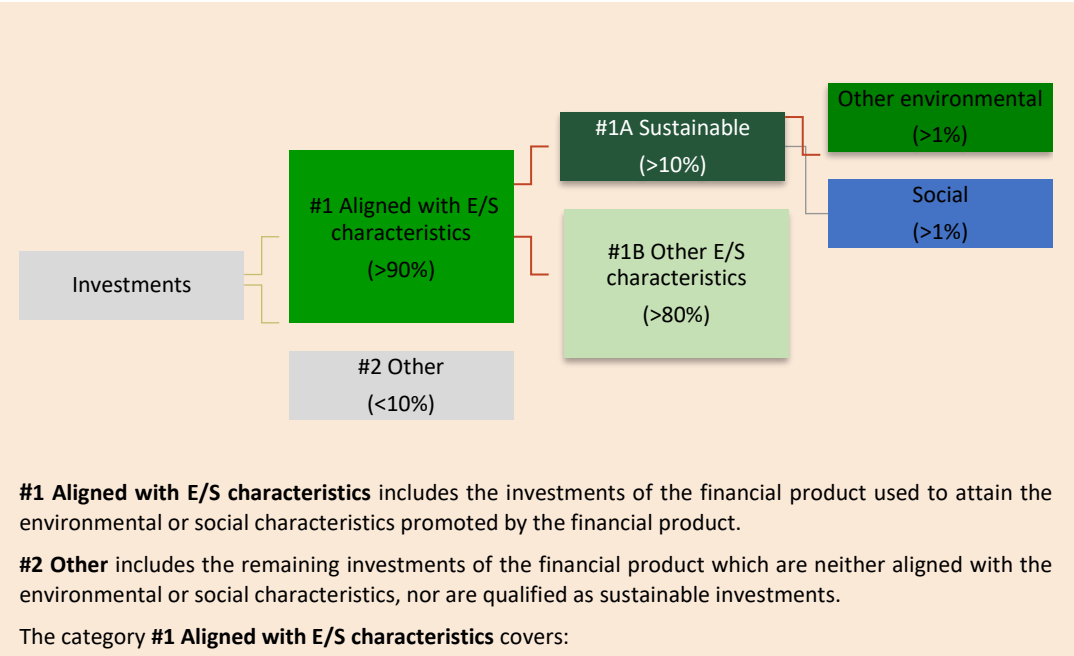 Investments
#1 Aligned with E/S
characteristics
(>90%)
#2 Other
(<10%)
#1A Sustainable
(>10%)
#1B Other E/S
characteristics
(>80%)
Other environmental
(>1%)
Social
(>1%)
#1 Aligned with E/S characteristics includes the investments of the financial product used to attain the
environmental or social characteristics promoted by the financial product.
#2 Other includes the remaining investments of the financial product which are neither aligned with the
environmental or social characteristics, nor are qualified as sustainable investments.
The category #1 Aligned with E/S characteristics covers: